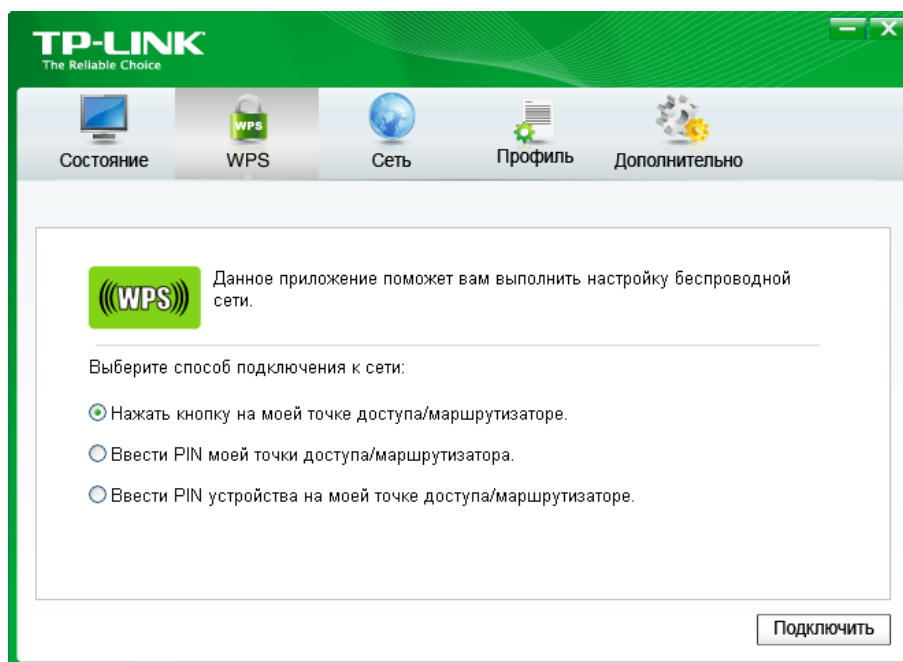 TP-LINK
The Reliable Choice
Состояние
WPS
WPS
Сеть
Профиль
Дополнительно
WPS
Данное приложение поможет вам выполнить настройку беспроводной
сети.
Выберите способ подключения к сети:
Нажать кнопку на моей точке доступа/маршрутизаторе.
Ввести PIN моей точки доступа/маршрутизатора.
Ввести PIN устройства на моей точке доступа/маршрутизаторе.
Подключить